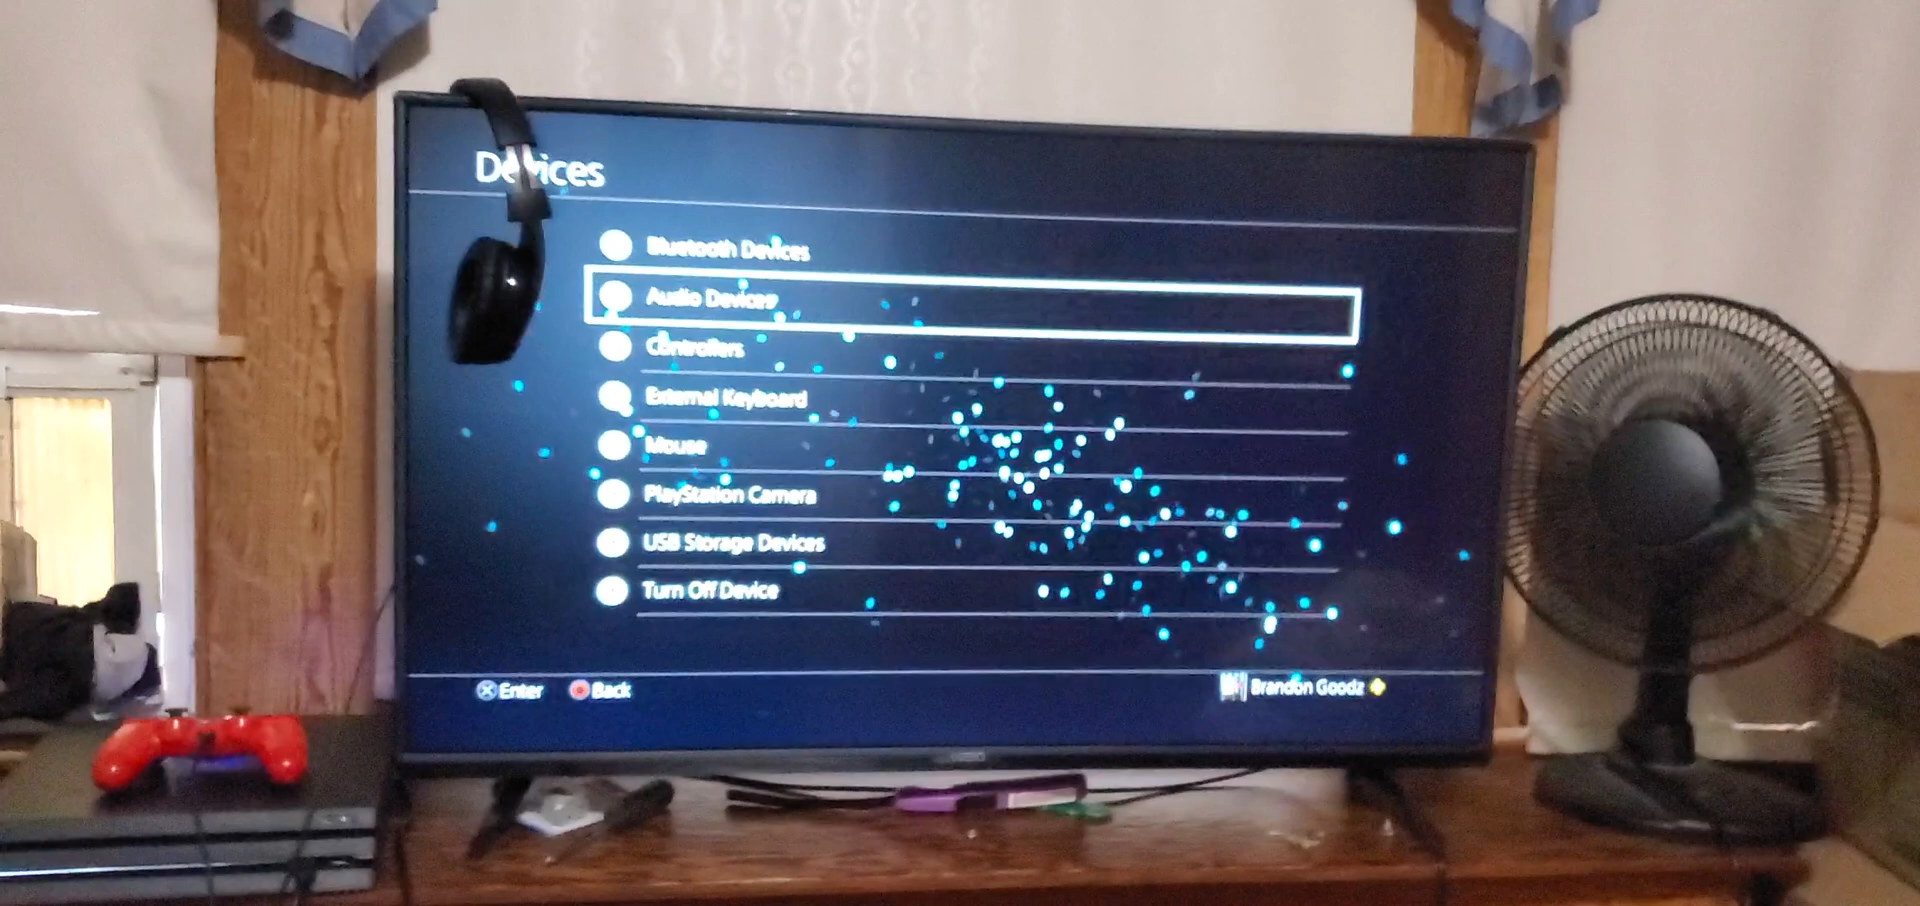 Devices
Bluetooth Devices
Audio Devices
Controllers
External Keyboard
Mouse
PlayStation Camera
USB Storage Devices
Turn Off Device
Enter Back
Brandon Goodz